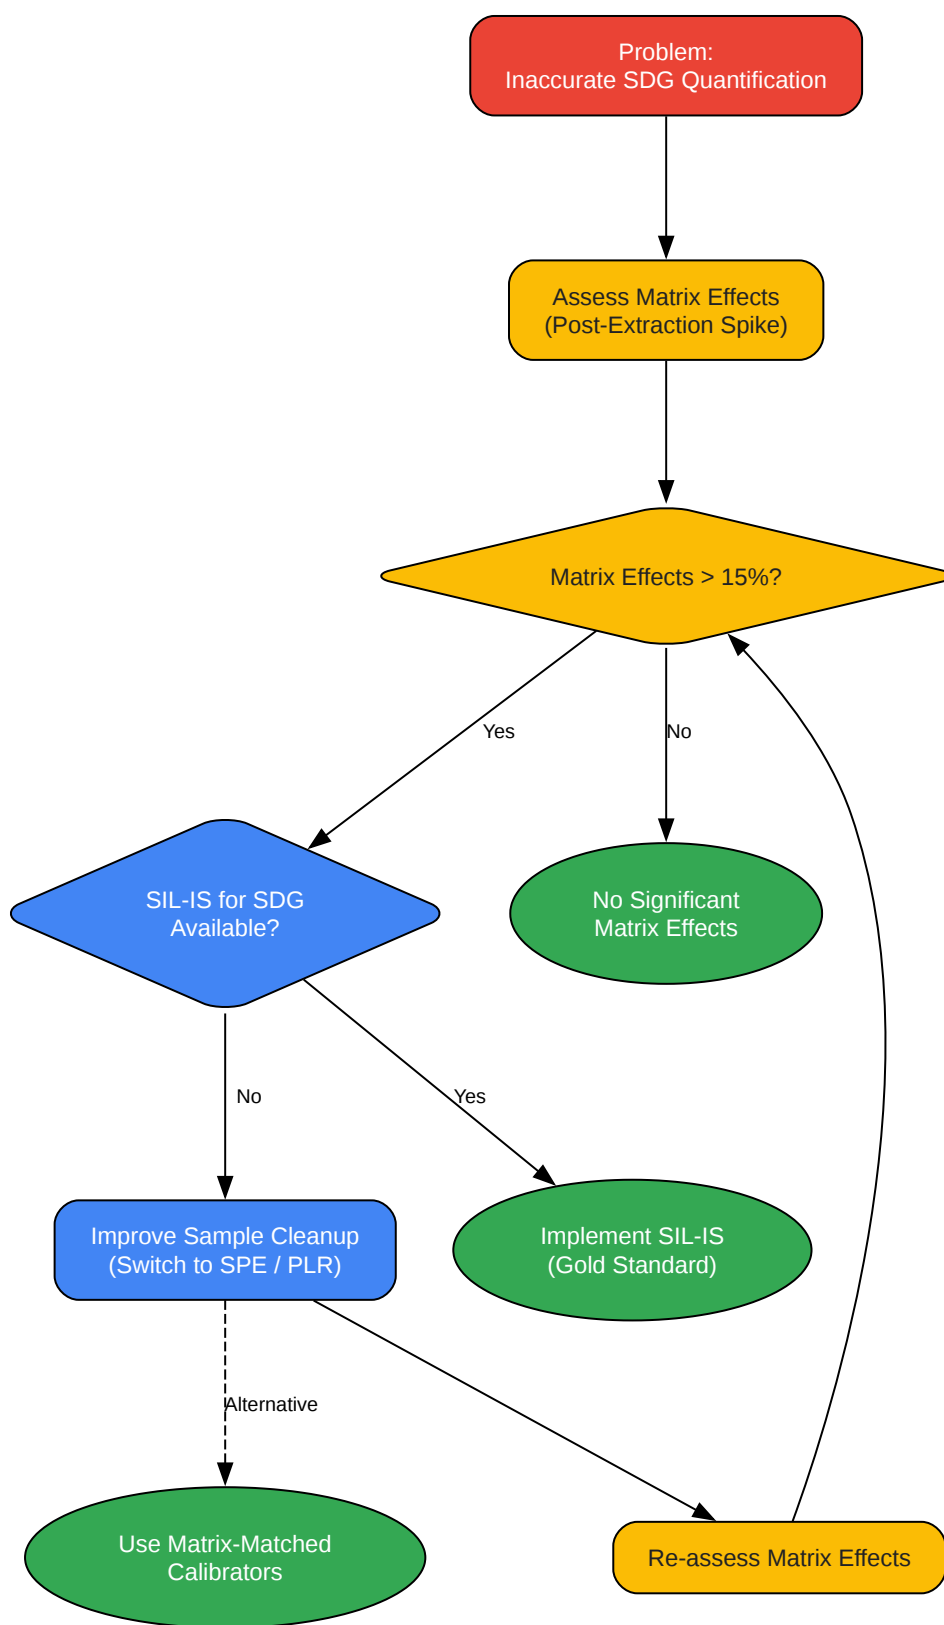 Problem:
Inaccurate SDG Quantification
Assess Matrix Effects
(Post-Extraction Spike)
Matrix Effects > 15%?
Yes
No
SIL-IS for SDG
Available?
No Significant
Matrix Effects
No
Yes
Improve Sample Cleanup
(Switch to SPE / PLR)
Implement SIL-IS
(Gold Standard)
Alternative
Use Matrix-Matched
Calibrators
Re-assess Matrix Effects